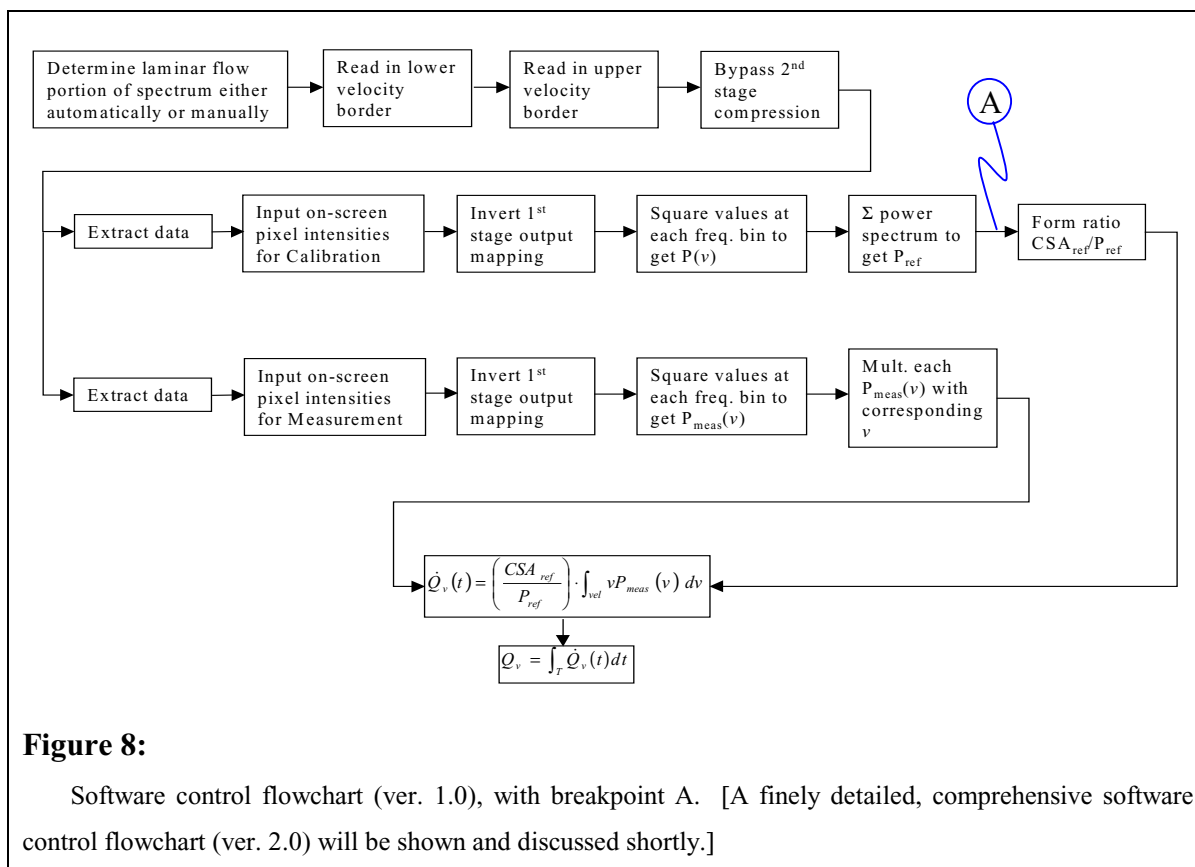 Determine laminar flow
portion of spectrum either
automatically or manually
Read in lower
velocity
border
Read in upper
velocity
border
Bypass 2nd
stage
compression
A
Extract data
Input on-screen
pixel intensities
for Calibration
Invert 1st
stage output
mapping
Square values at
each freq. bin to
get P(v)
Σ power
spectrum to
get Pref
Form ratio
CSAref/Pref
Extract data
Input on-screen
pixel intensities
for Measurement
Invert 1st
stage output
mapping
Square values at
each freq. bin to
get Pmeas(v)
Mult. each
Pmeas(v) with
corresponding
v
Q̇v(t) = (CSAref / Pref) · ∫vel vPmeas (v) dv
Qv = ∫T Q̇v(t)dt
Figure 8:
Software control flowchart (ver. 1.0), with breakpoint A. [A finely detailed, comprehensive software
control flowchart (ver. 2.0) will be shown and discussed shortly.]